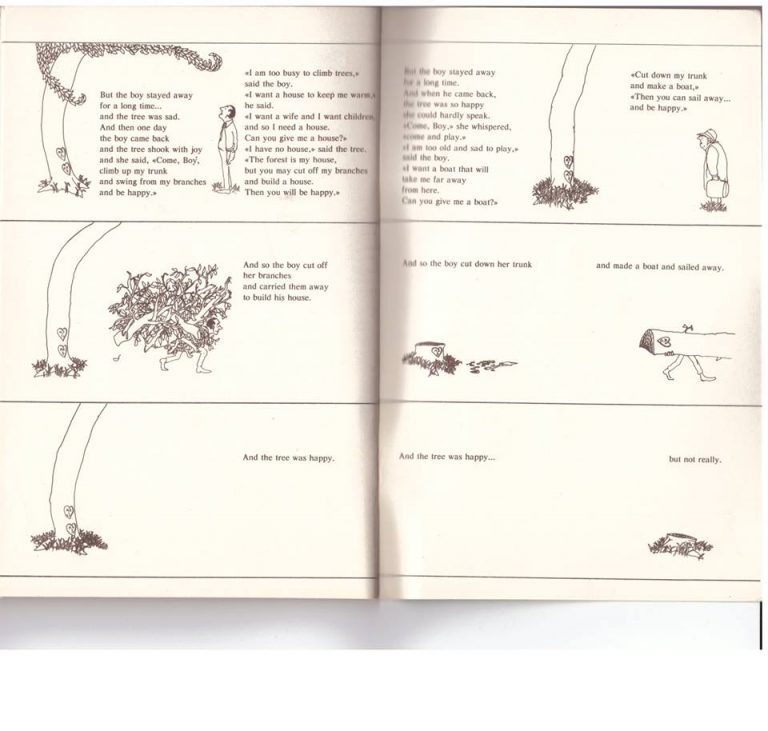 But the boy stayed away
for a long time...
and the tree was sad.
And then one day
the boy came back
and the tree shook with joy
and she said, «Come, Boy,
climb up my trunk
and swing from my branches
and be happy.»
«I am too busy to climb trees,»
said the boy.
«I want a house to keep me warm,»
he said.
«I want a wife and I want children,
and so I need a house.
Can you give me a house?»
«I have no house,» said the tree.
«The forest is my house,
but you may cut off my branches
and build a house.
Then you will be happy.»
And so the boy cut off
her branches
and carried them away
to build his house.
And the tree was happy.
But the boy stayed away
for a long time.
And when he came back,
the tree was so happy
she could hardly speak.
«Come, Boy,» she whispered,
«come and play.»
«I am too old and sad to play,»
said the boy.
«I want a boat that will
take me far away
from here.
Can you give me a boat?»
«Cut down my trunk
and make a boat,»
«Then you can sail away...
and be happy.»
And so the boy cut down her trunk
and made a boat and sailed away.
And the tree was happy...
but not really.